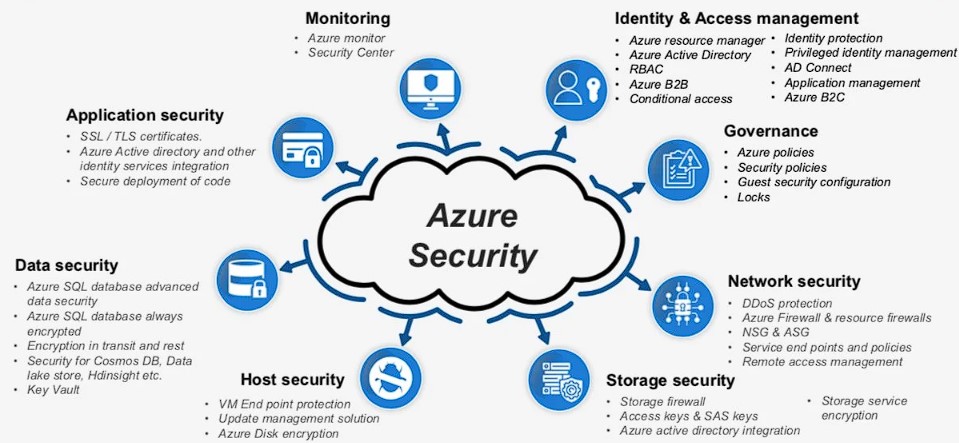 Monitoring
• Azure monitor
• Security Center
Identity & Access management
• Azure resource manager
• Azure Active Directory
• RBAC
• Azure B2B
• Conditional access
• Identity protection
• Privileged identity management
• AD Connect
• Application management
• Azure B2C
Application security
• SSL / TLS certificates.
• Azure Active directory and other
identity services integration
• Secure deployment of code
Governance
• Azure policies
• Security policies
• Guest security configuration
• Locks
Azure
Security
Data security
• Azure SQL database advanced
data security
• Azure SQL database always
encrypted
• Encryption in transit and rest
• Security for Cosmos DB, Data
lake store, Hdinsight etc.
• Key Vault
Network security
• DDoS protection
• Azure Firewall & resource firewalls
• NSG & ASG
• Service end points and policies
• Remote access management
Host security
• VM End point protection
• Update management solution
• Azure Disk encryption
Storage security
• Storage firewall
• Access keys & SAS keys
• Azure active directory integration
• Storage service
encryption